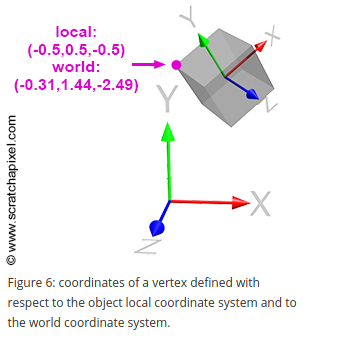 local:
(-0.5,0.5,-0.5)
world:
(-0.31,1.44,-2.49)
Y
X
Z
Y
X
Z
© www.scratchapixel.com
Figure 6: coordinates of a vertex defined with
respect to the object local coordinate system and to
the world coordinate system.